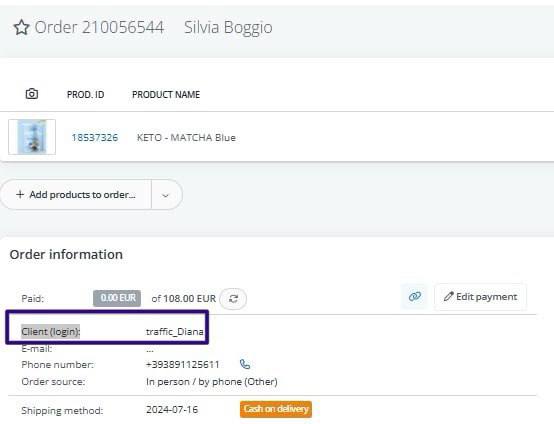 Order 210056544 Silvia Boggio
PROD. ID PRODUCT NAME
18537326 KETO - MATCHA Blue
+ Add products to order...
Order information
Paid: 0.00 EUR of 108.00 EUR Edit payment
Client (login): traffic_Diana
E-mail: ...
Phone number: +393891125611
Order source: In person / by phone (Other)
Shipping method: 2024-07-16 Cash on delivery